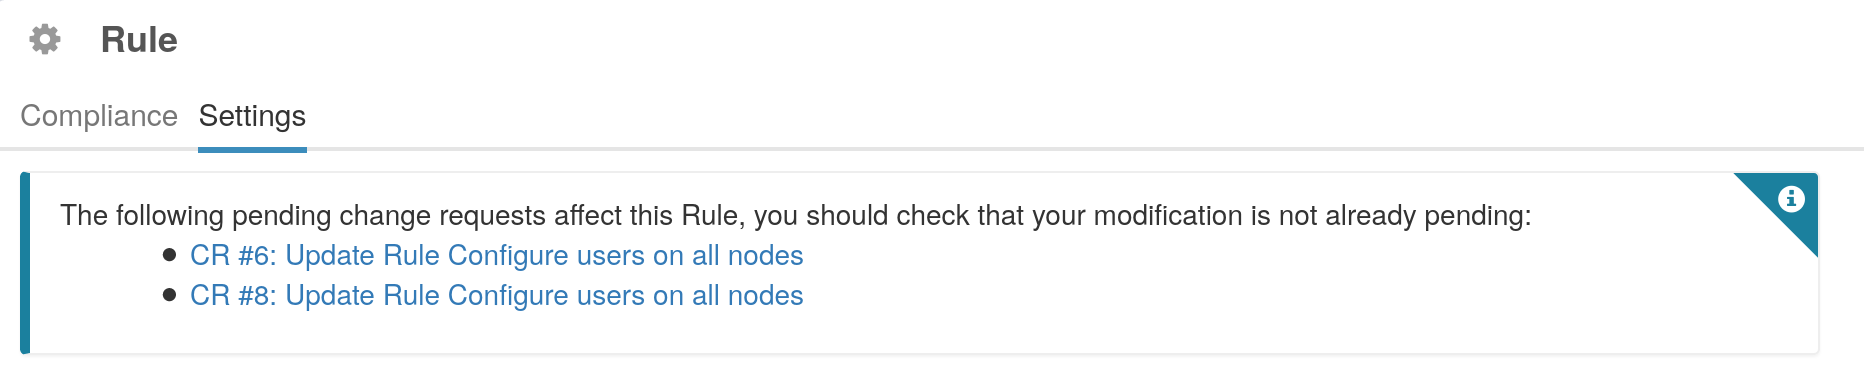 Rule
Compliance Settings
The following pending change requests affect this Rule, you should check that your modification is not already pending:
CR #6: Update Rule Configure users on all nodes
CR #8: Update Rule Configure users on all nodes